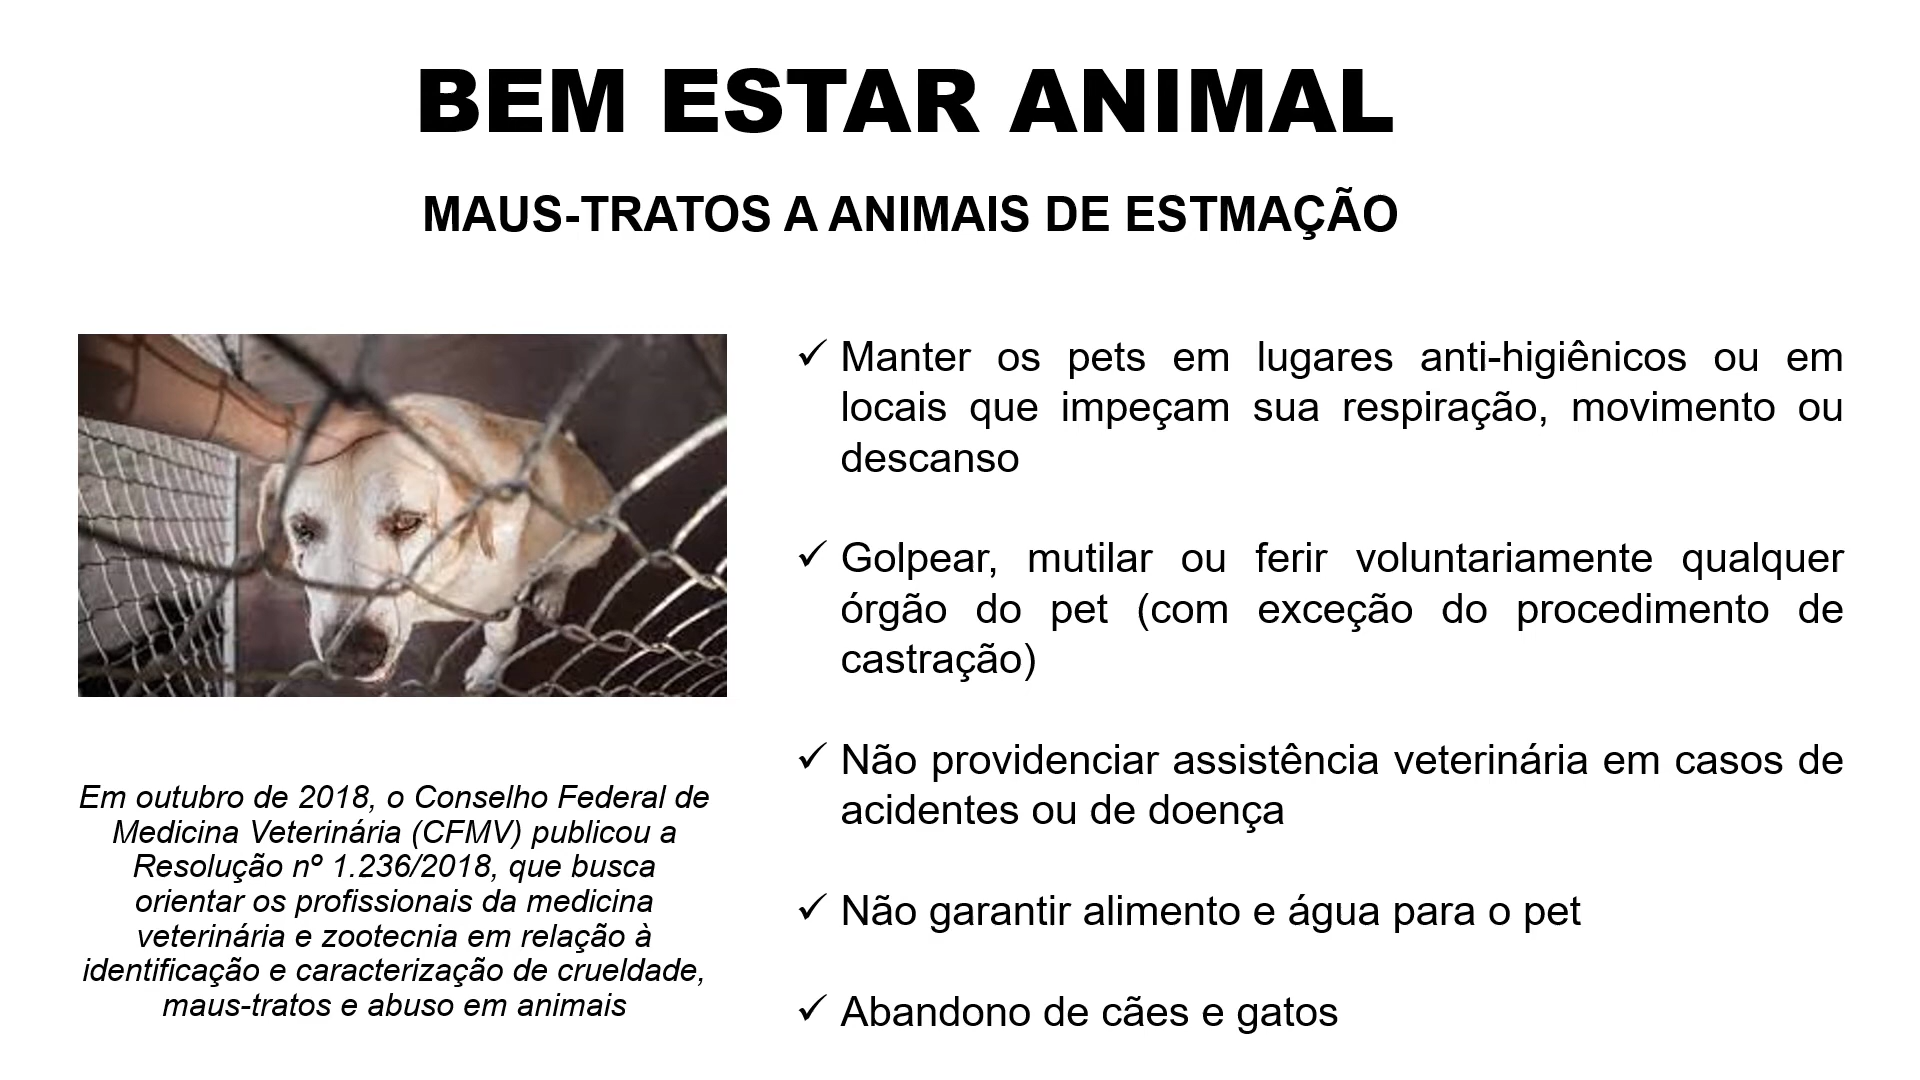 BEM ESTAR ANIMAL
MAUS-TRATOS A ANIMAIS DE ESTMAÇÃO
✓ Manter os pets em lugares anti-higiênicos ou em
locais que impeçam sua respiração, movimento ou
descanso
✓ Golpear, mutilar ou ferir voluntariamente qualquer
órgão do pet (com exceção do procedimento de
castração)
✓ Não providenciar assistência veterinária em casos de
acidentes ou de doença
✓ Não garantir alimento e água para o pet
✓ Abandono de cães e gatos
Em outubro de 2018, o Conselho Federal de
Medicina Veterinária (CFMV) publicou a
Resolução nº 1.236/2018, que busca
orientar os profissionais da medicina
veterinária e zootecnia em relação à
identificação e caracterização de crueldade,
maus-tratos e abuso em animais